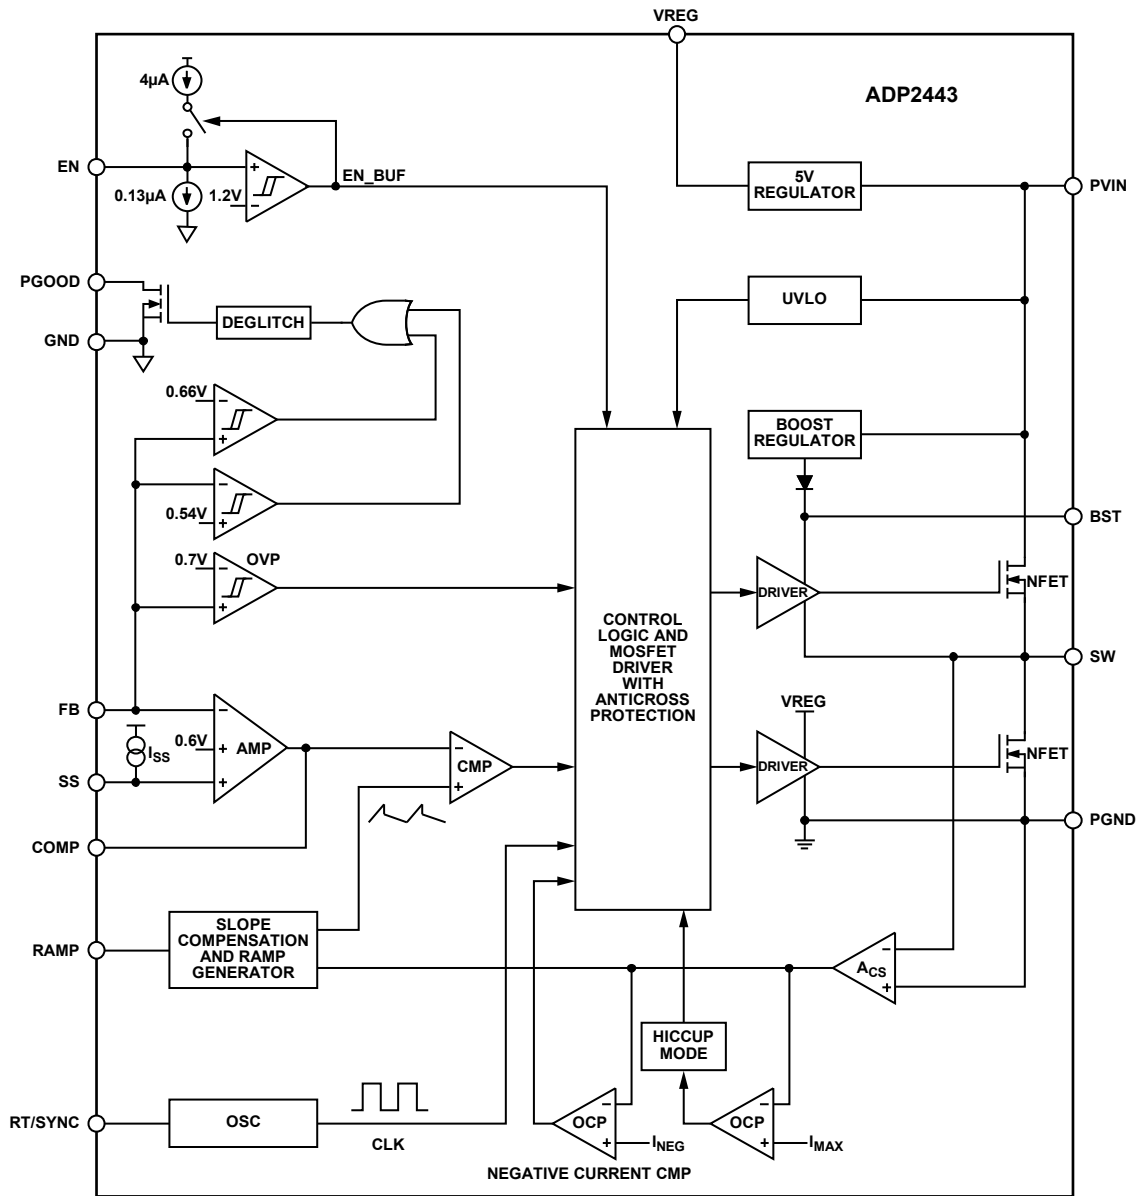 VREG
ADP2443
4µA
EN
EN_BUF
+
0.13µA
1.2V
−
5V
REGULATOR
PVIN
PGOOD
GND
DEGLITCH
UVLO
0.66V
−
+
−
0.54V
+
0.7V
−
OVP
+
BOOST
REGULATOR
BST
DRIVER
NFET
CONTROL
LOGIC AND
MOSFET
DRIVER
WITH
ANTICROSS
PROTECTION
SW
FB
−
ISS
0.6V
+
AMP
SS
+
−
CMP
+
VREG
DRIVER
NFET
COMP
PGND
RAMP
SLOPE
COMPENSATION
AND RAMP
GENERATOR
−
ACS
+
HICCUP
MODE
RT/SYNC
OSC
CLK
−
OCP
+
INEG
−
OCP
+
IMAX
NEGATIVE CURRENT CMP